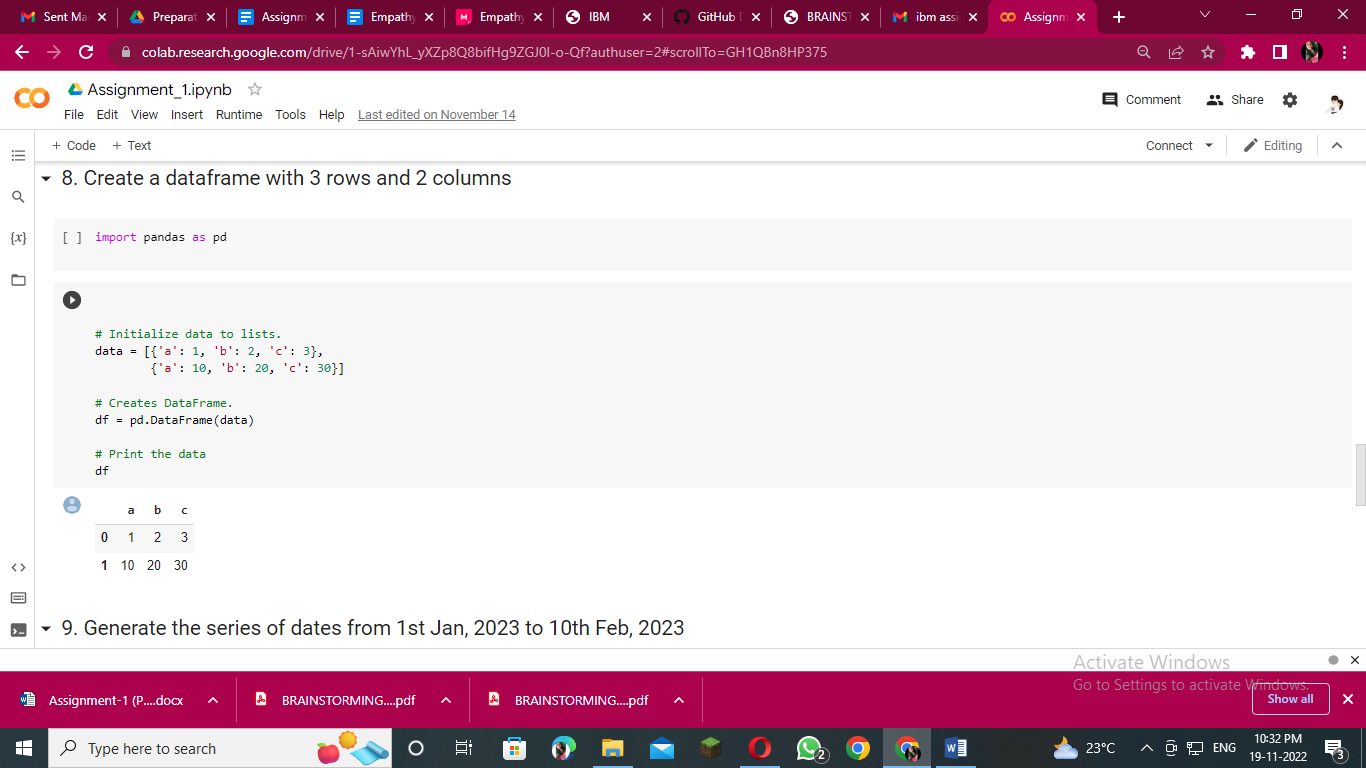 Sent Ma
Preparat
Assignm
Empathy
Empathy
IBM
GitHub
BRAINS
ibm assi
Assignm
colab.research.google.com/drive/1-sAiwYhL_yXZp8Q8bifHg9ZGJ0l-o-Qf?authuser=2#scrollTo=GH1QBn8HP375
Assignment_1.ipynb
Comment
Share
File Edit View Insert Runtime Tools Help Last edited on November 14
+ Code + Text
Connect
Editing
8. Create a dataframe with 3 rows and 2 columns
{x}
[ ] import pandas as pd
# Initialize data to lists.
data = [{'a': 1, 'b': 2, 'c': 3},
{'a': 10, 'b': 20, 'c': 30}]
# Creates DataFrame.
df = pd.DataFrame(data)
# Print the data
df
a b c
0 1 2 3
1 10 20 30
9. Generate the series of dates from 1st Jan, 2023 to 10th Feb, 2023
Activate Windows
Go to Settings to activate Windows.
Assignment-1 (P....docx
BRAINSTORMING....pdf
BRAINSTORMING....pdf
Show all
Type here to search
2
23°C
ENG
10:32 PM
19-11-2022
3